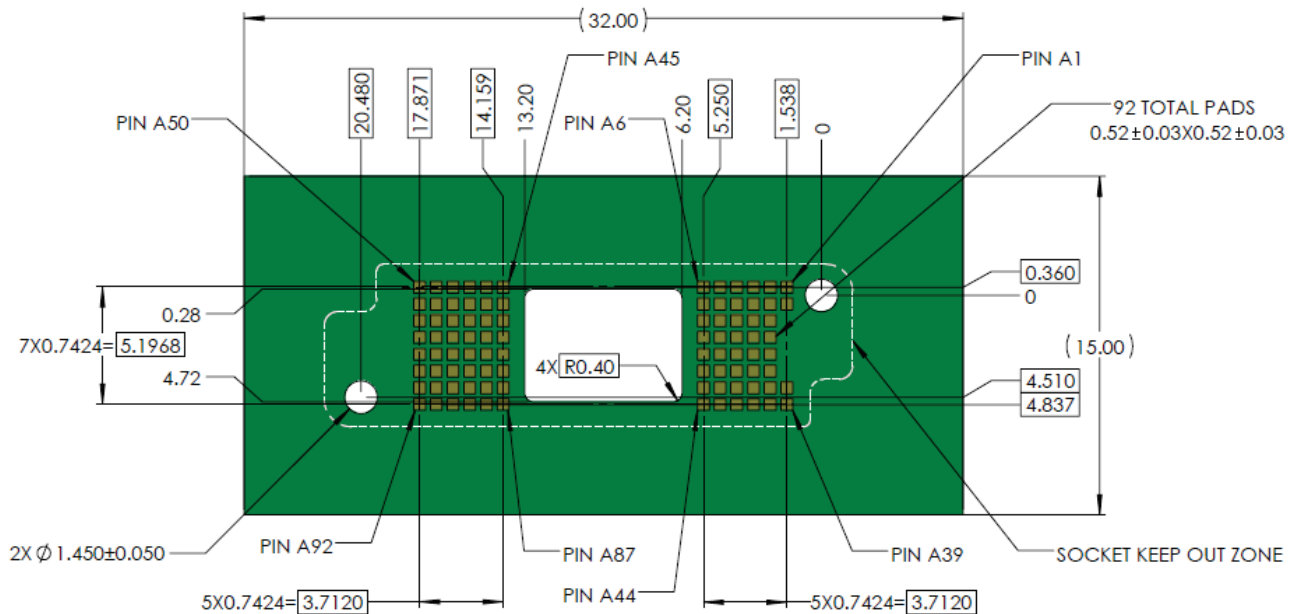 (32.00)
PIN A45
PIN A1
20.480
17.871
14.159
13.20
6.20
5.250
1.538
0
PIN A50
PIN A6
92 TOTAL PADS
0.52±0.03X0.52±0.03
0.360
0
0.28
7X0.7424= 5.1968
4X R0.40
(15.00)
4.72
4.510
4.837
2X Ø 1.450±0.050
PIN A92
PIN A87
PIN A44
PIN A39
SOCKET KEEP OUT ZONE
5X0.7424= 3.7120
5X0.7424= 3.7120